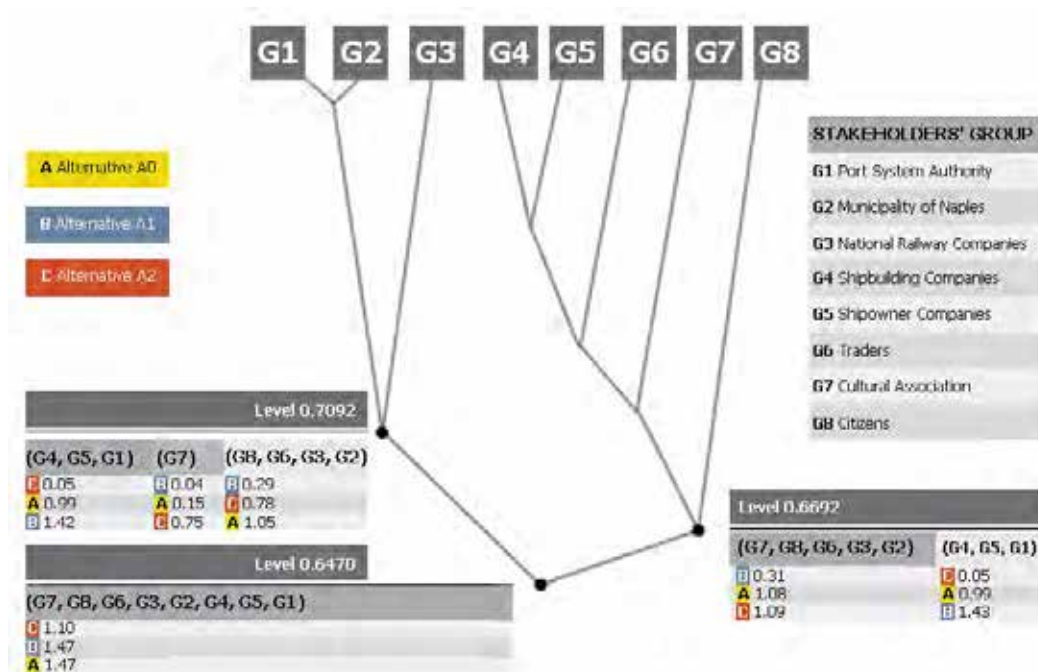 G1 G2 G3 G4 G5 G6 G7 G8
A Alternative A0
B Alternative A1
C Alternative A2
STAKEHOLDERS' GROUP
G1 Port System Authority
G2 Municipality of Naples
G3 National Railway Companies
G4 Shipbuilding Companies
G5 Shipowner Companies
G6 Traders
G7 Cultural Association
G8 Citizens
Level 0.7092
(G4, G5, G1) (G7) (G8, G6, G3, G2)
C 0.05 B 0.04 B 0.29
A 0.99 A 0.15 C 0.78
B 1.42 C 0.75 A 1.05
Level 0.6470
(G7, G8, G6, G3, G2, G4, G5, G1)
C 1.10
B 1.47
A 1.47
Level 0.6692
(G7, G8, G6, G3, G2) (G4, G5, G1)
B 0.31 C 0.05
A 1.08 A 0.99
C 1.09 B 1.43